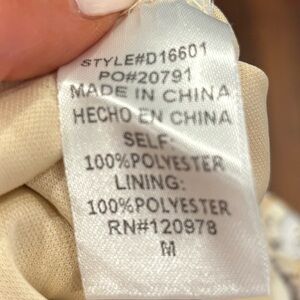 STYLE#D16601
PO#20791
MADE IN CHINA
HECHO EN CHINA
SELF:
100%POLYESTER
LINING:
100%POLYESTER
RN#120978
M